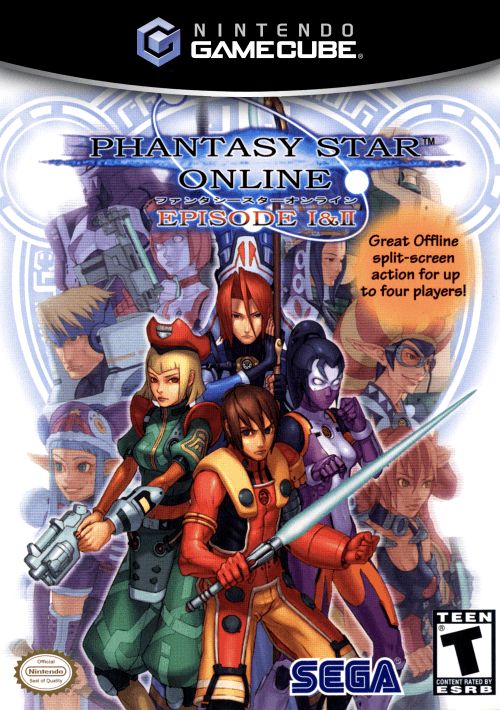 NINTENDO
GAMECUBE®
PHANTASY STAR™
ONLINE
ファンタシースターオンライン
EPISODE I&II
Great Offline
split-screen
action for up
to four players!
TEEN
®
T
CONTENT RATED BY
ESRB
SEGA®
Official
Nintendo
Seal of Quality